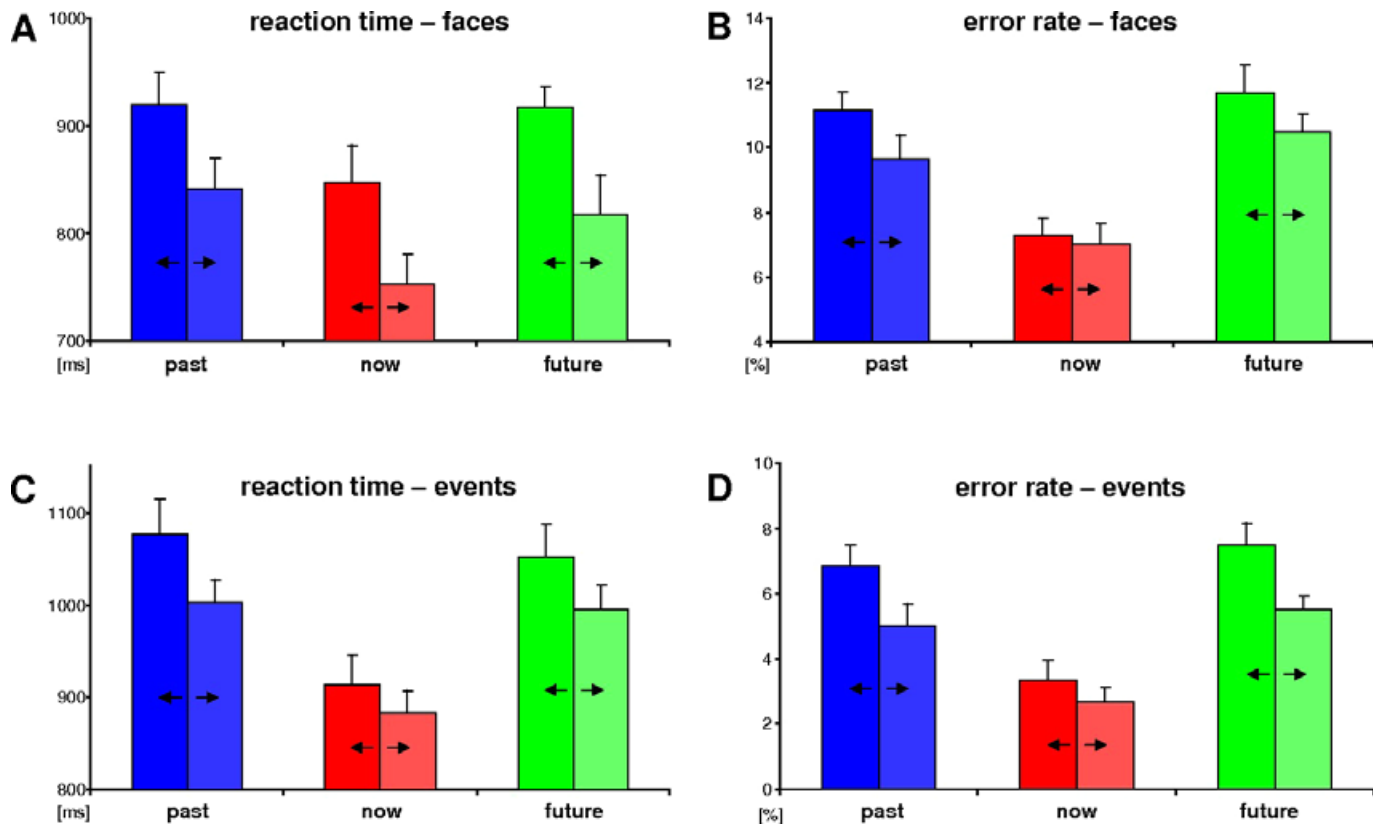 A
reaction time – faces
1000
900
800
700
[ms]
past
now
future
B
error rate – faces
14
12
10
8
6
4
[%]
past
now
future
C
reaction time – events
1100
1000
900
800
[ms]
past
now
future
D
error rate – events
10
8
6
4
2
0
[%]
past
now
future